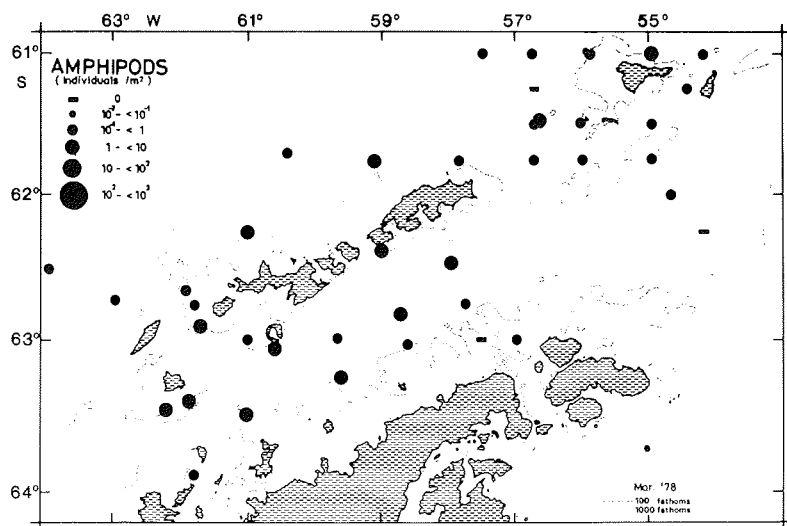 63° W 61° 59° 57° 55°
61°
S
AMPHIPODS
(Individuals /m²)
0
10⁻² - < 10⁻¹
10⁻¹ - < 1
1 - < 10
10 - < 10²
10² - < 10³
62°
63°
64°
Mar. '78
100 fathoms
1000 fathoms